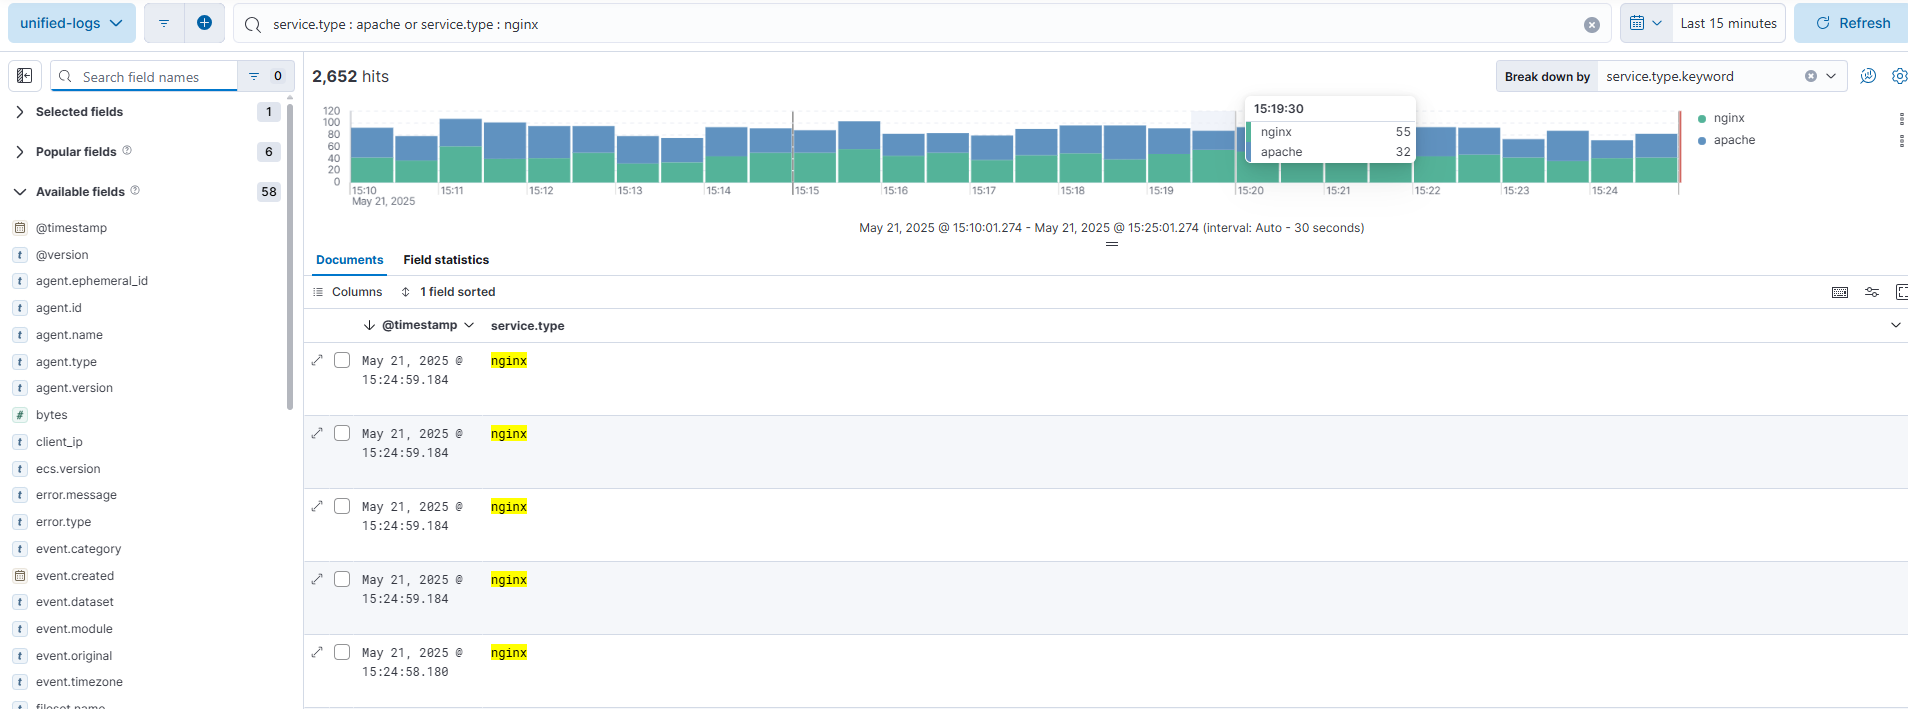 unified-logs
service.type : apache or service.type : nginx
Last 15 minutes
Refresh
Search field names
0
Selected fields 1
Popular fields 6
Available fields 58
@timestamp
@version
agent.ephemeral_id
agent.id
agent.name
agent.type
agent.version
bytes
client_ip
ecs.version
error.message
error.type
event.category
event.created
event.dataset
event.module
event.original
event.timezone
fileset.name
2,652 hits
Break down by service.type.keyword
120
100
80
60
40
20
0
15:10 15:11 15:12 15:13 15:14 15:15 15:16 15:17 15:18 15:19 15:20 15:21 15:22 15:23 15:24
May 21, 2025
15:19:30
nginx 55
apache 32
nginx
apache
May 21, 2025 @ 15:10:01.274 - May 21, 2025 @ 15:25:01.274 (interval: Auto - 30 seconds)
Documents Field statistics
Columns 1 field sorted
@timestamp service.type
May 21, 2025 @ nginx
15:24:59.184
May 21, 2025 @ nginx
15:24:59.184
May 21, 2025 @ nginx
15:24:59.184
May 21, 2025 @ nginx
15:24:59.184
May 21, 2025 @ nginx
15:24:58.180